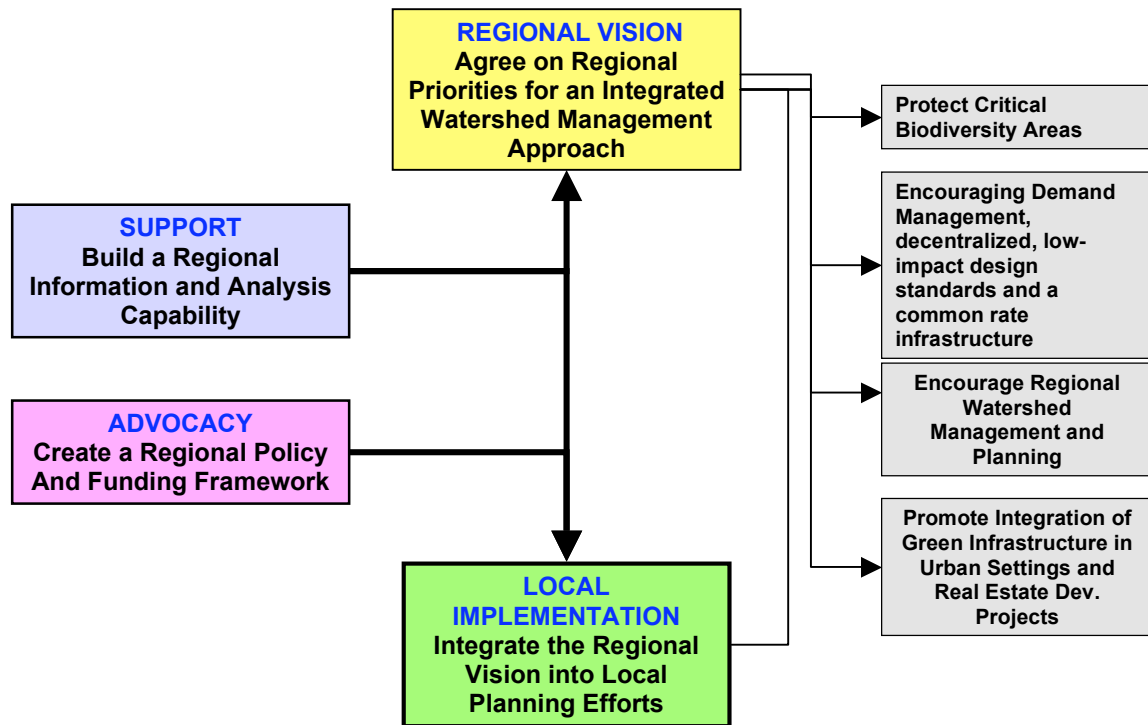 REGIONAL VISION
Agree on Regional
Priorities for an Integrated
Watershed Management
Approach
SUPPORT
Build a Regional
Information and Analysis
Capability
ADVOCACY
Create a Regional Policy
And Funding Framework
LOCAL
IMPLEMENTATION
Integrate the Regional
Vision into Local
Planning Efforts
Protect Critical
Biodiversity Areas
Encouraging Demand
Management,
decentralized, low-
impact design
standards and a
common rate
infrastructure
Encourage Regional
Watershed
Management and
Planning
Promote Integration of
Green Infrastructure in
Urban Settings and
Real Estate Dev.
Projects